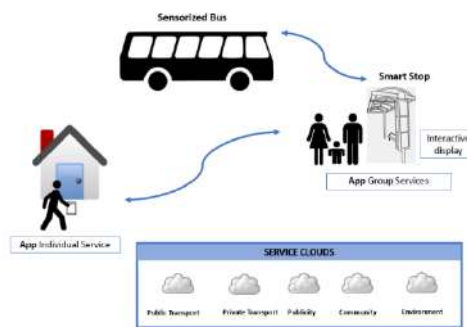 Sensorized Bus
Smart Stop
Interactive
display
App Group Services
App Individual Service
SERVICE CLOUDS
Public Transport
Private Transport
Publicity
Community
Environment